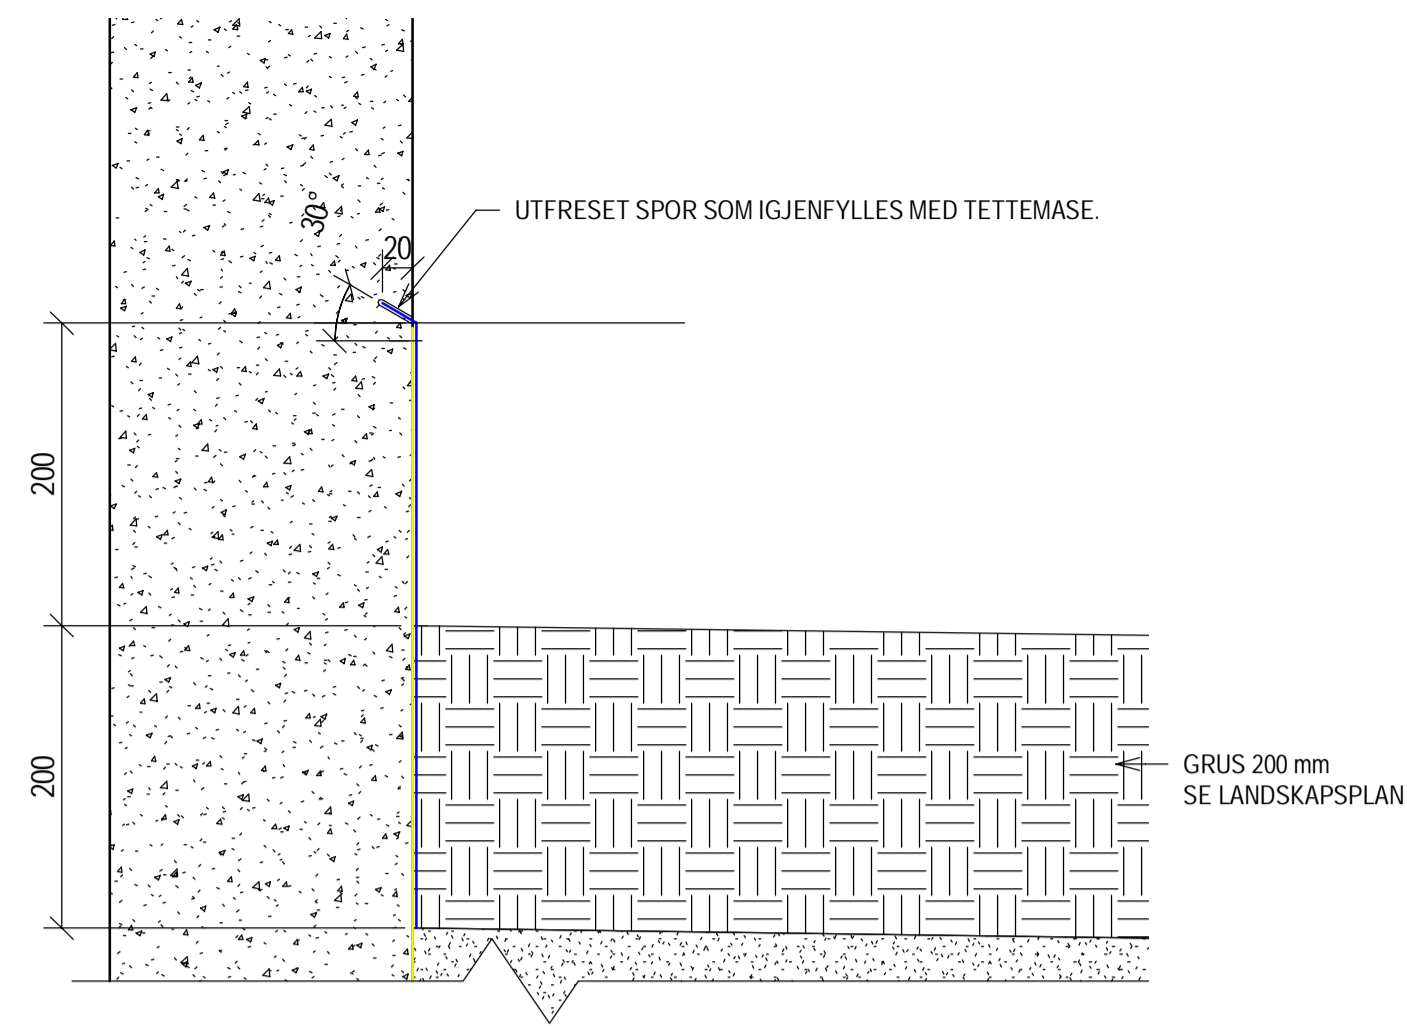 30°
UTFRESET SPOR SOM IGJENFYLLES MED TETTEMASE.
20
200
200
GRUS 200 mm
SE LANDSKAPSPLAN